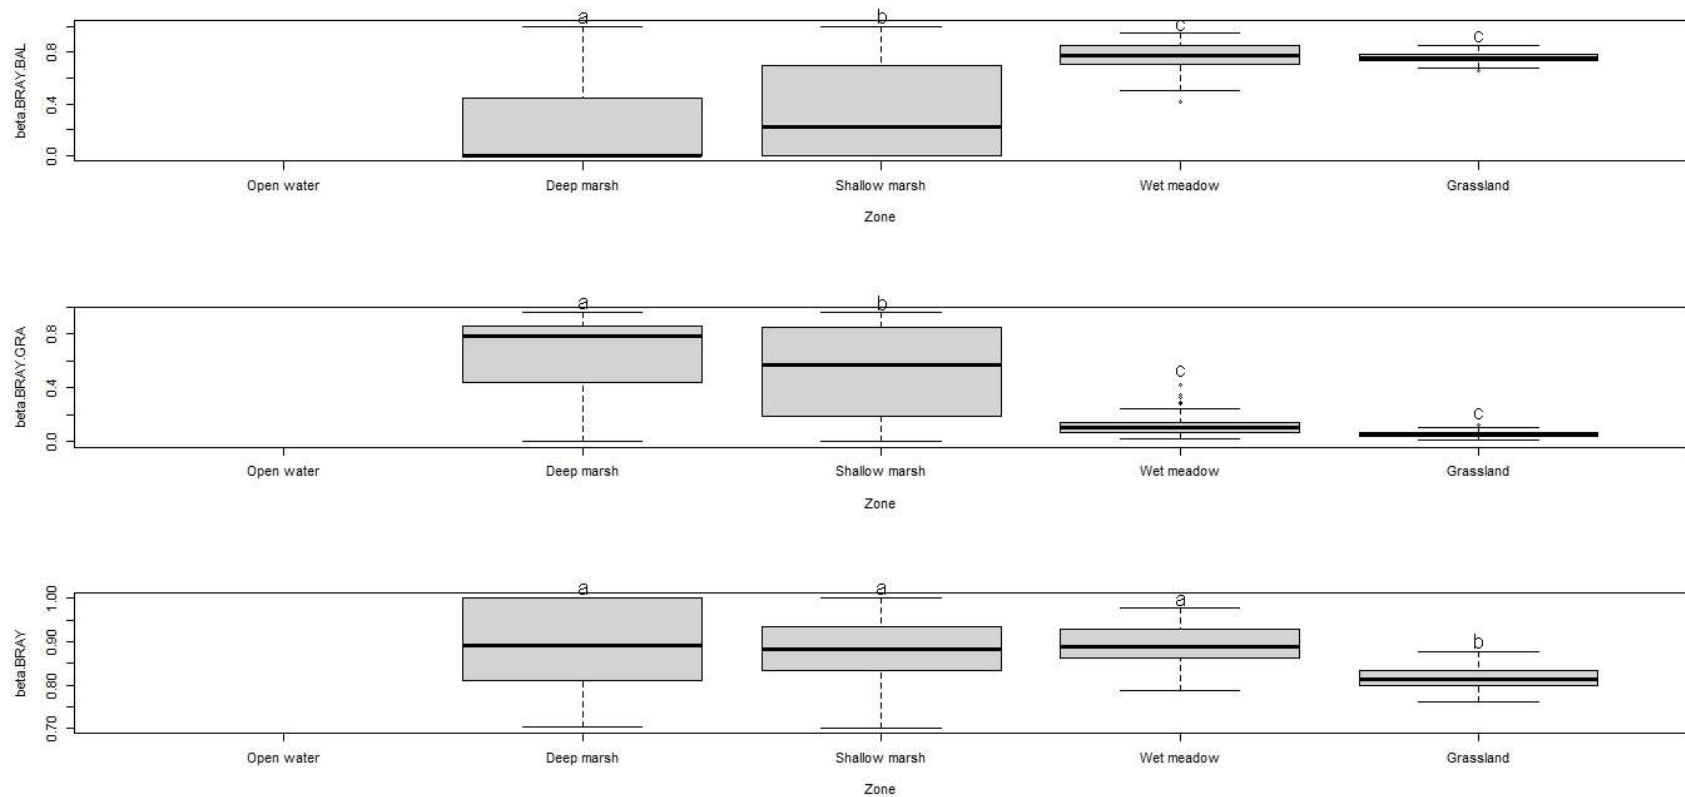 a b c c
beta.BRAY.BAL
0.8
0.4
0.0
Open water Deep marsh Shallow marsh Wet meadow Grassland
Zone
a b c c
beta.BRAY.GRA
0.8
0.4
0.0
Open water Deep marsh Shallow marsh Wet meadow Grassland
Zone
a a a b
beta.BRAY
1.00
0.90
0.80
0.70
Open water Deep marsh Shallow marsh Wet meadow Grassland
Zone